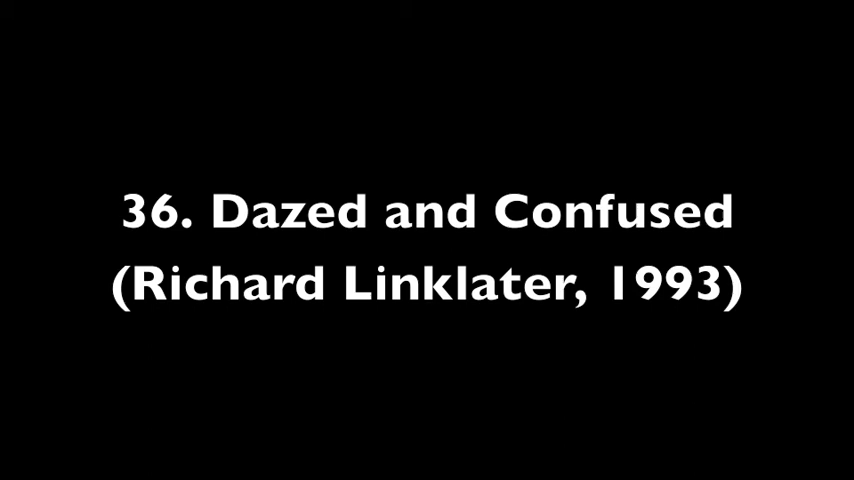 36. Dazed and Confused
(Richard Linklater, 1993)